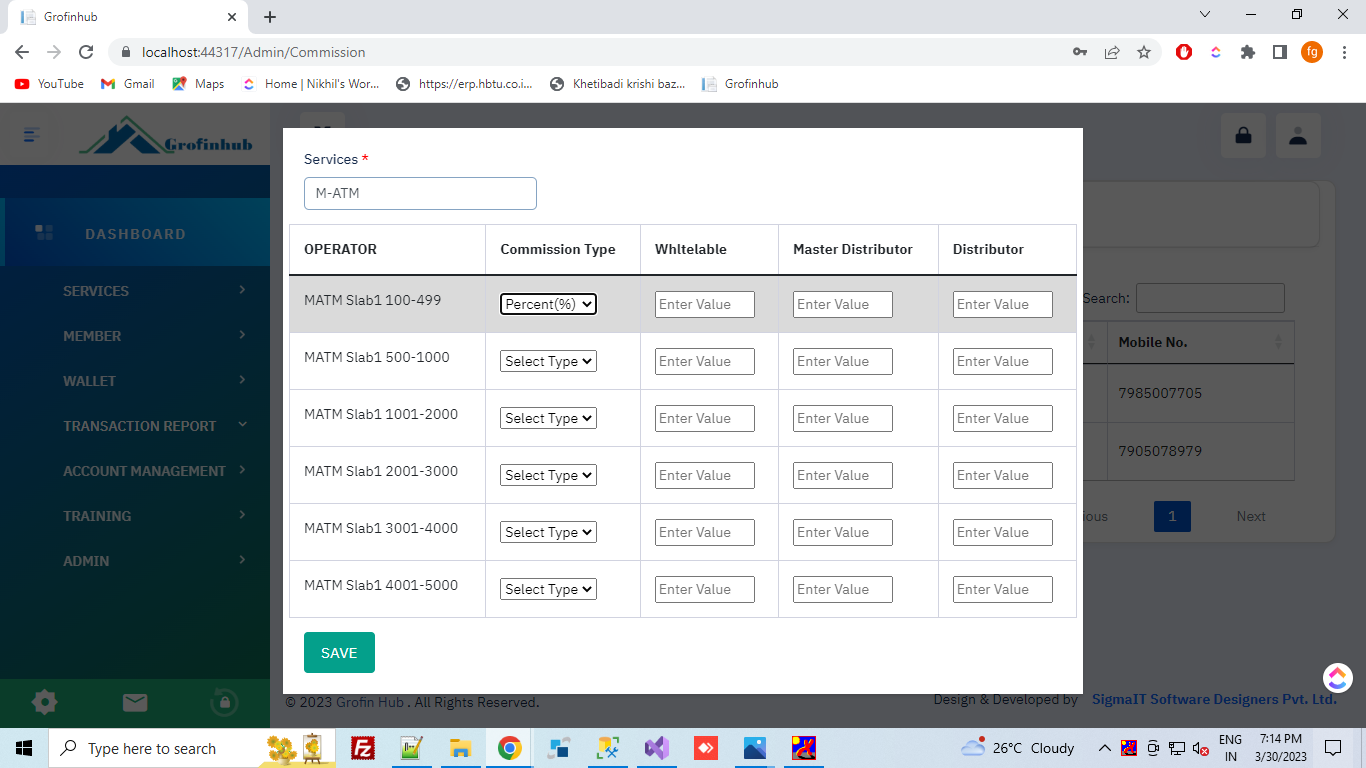 Grofinhub
localhost:44317/Admin/Commission
fg
YouTube
Gmail
Maps
Home | Nikhil's Wor...
https://erp.hbtu.co.i...
Khetibadi krishi baz...
Grofinhub
Grofinhub
DASHBOARD
SERVICES
MEMBER
WALLET
TRANSACTION REPORT
ACCOUNT MANAGEMENT
TRAINING
ADMIN
Services *
M-ATM
OPERATOR Commission Type WhItelable Master Distributor Distributor
MATM Slab1 100-499 Percent(%) Enter Value Enter Value Enter Value
MATM Slab1 500-1000 Select Type Enter Value Enter Value Enter Value
MATM Slab1 1001-2000 Select Type Enter Value Enter Value Enter Value
MATM Slab1 2001-3000 Select Type Enter Value Enter Value Enter Value
MATM Slab1 3001-4000 Select Type Enter Value Enter Value Enter Value
MATM Slab1 4001-5000 Select Type Enter Value Enter Value Enter Value
SAVE
Search:
Mobile No.
7985007705
7905078979
ious 1 Next
© 2023 Grofin Hub . All Rights Reserved.
Design & Developed by SigmaIT Software Designers Pvt. Ltd.
Type here to search
26°C Cloudy
ENG
IN
7:14 PM
3/30/2023